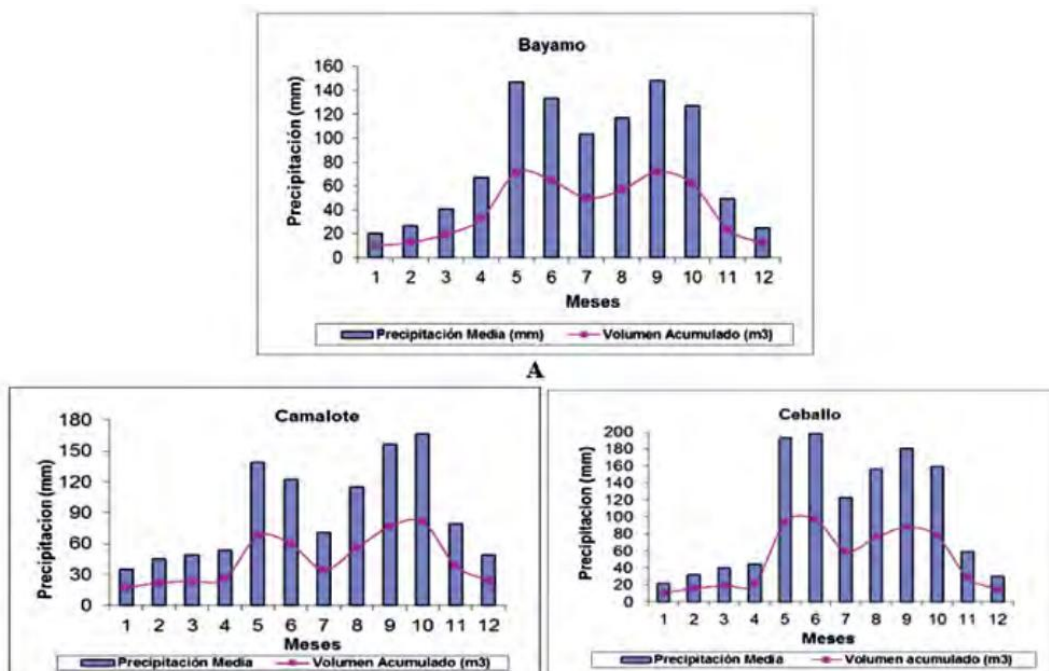 Bayamo
Precipitación (mm)
160
140
120
100
80
60
40
20
0
1 2 3 4 5 6 7 8 9 10 11 12
Meses
Precipitación Media (mm) Volumen Acumulado (m3)
A
Camalote
Precipitacion (mm)
180
150
120
90
60
30
0
1 2 3 4 5 6 7 8 9 10 11 12
Meses
Precipitación Media Volumen Acumulado (m3)
Ceballo
Precipitacion (mm)
200
180
160
140
120
100
80
60
40
20
0
1 2 3 4 5 6 7 8 9 10 11 12
Meses
Precipitación Media Volumen acumulado (m3)